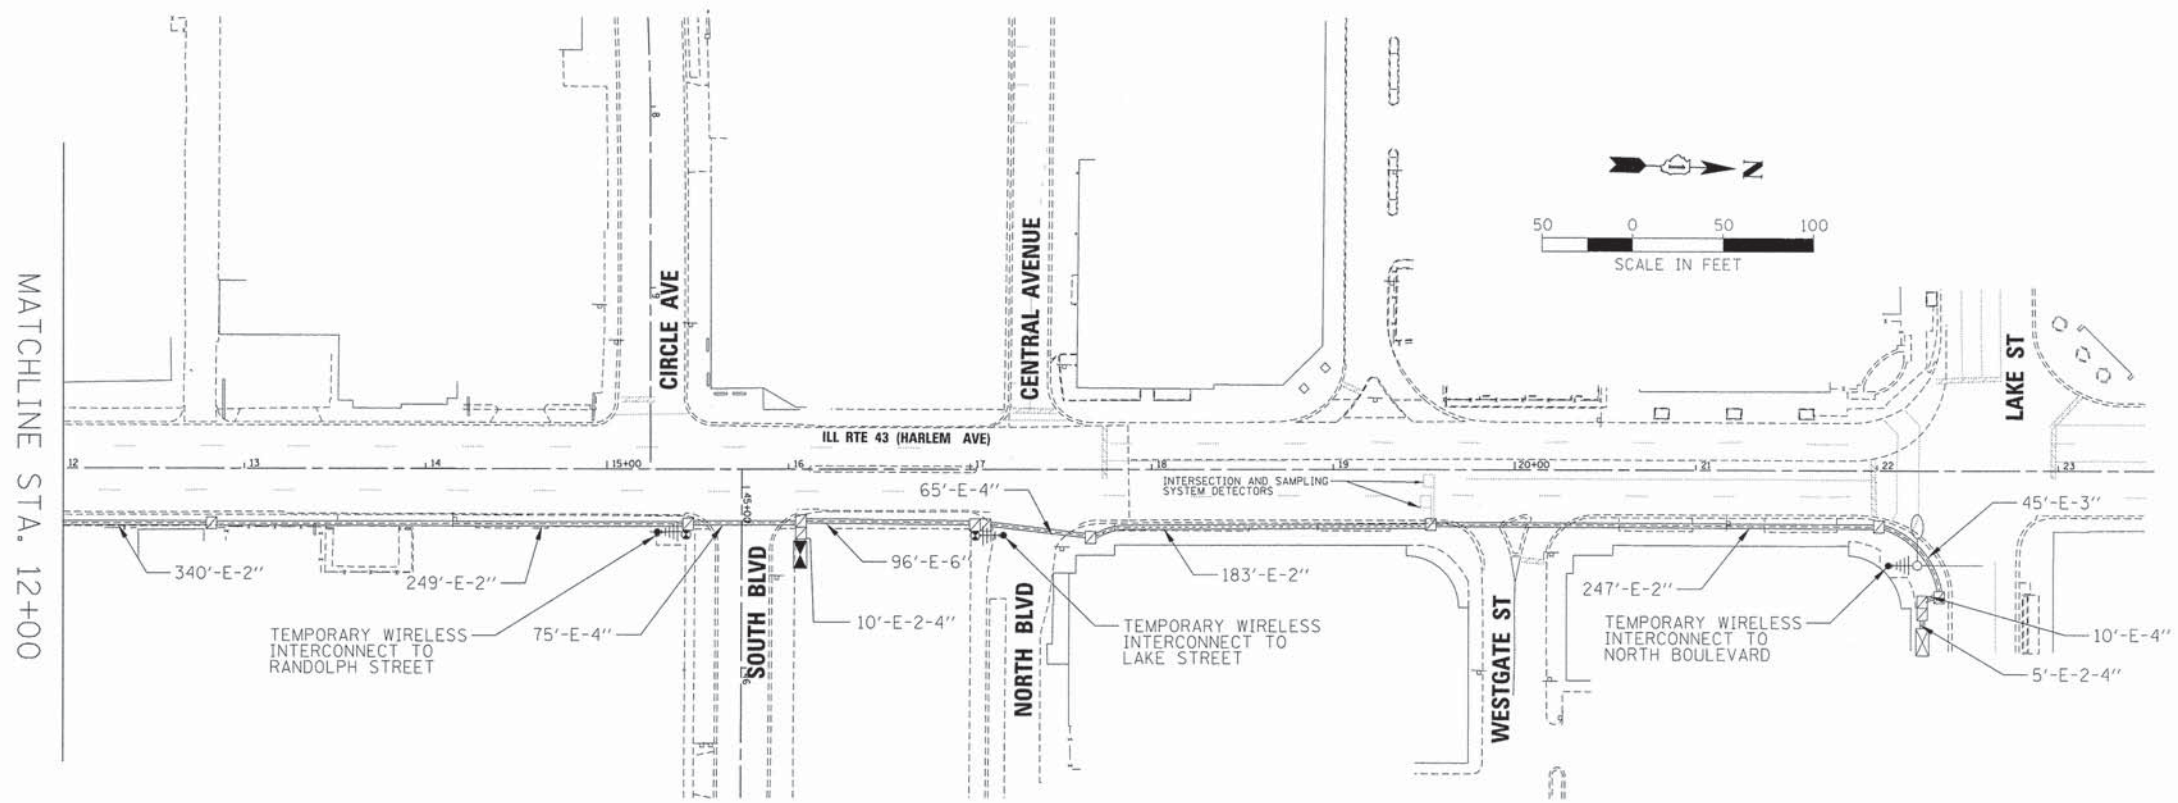 MATCHLINE STA. 12+00
CIRCLE AVE
CENTRAL AVENUE
N
50 0 50 100
SCALE IN FEET
LAKE ST
ILL RTE 43 (HARLEM AVE)
12 13 14 15+00 16 17 18 19 20+00 21 22 23
INTERSECTION AND SAMPLING
SYSTEM DETECTORS
65'-E-4"
45'-E-3"
45+00
340'-E-2"
249'-E-2"
96'-E-6"
183'-E-2"
247'-E-2"
TEMPORARY WIRELESS
INTERCONNECT TO
RANDOLPH STREET
75'-E-4"
SOUTH BLVD
10'-E-2-4"
NORTH BLVD
TEMPORARY WIRELESS
INTERCONNECT TO
LAKE STREET
WESTGATE ST
TEMPORARY WIRELESS
INTERCONNECT TO
NORTH BOULEVARD
10'-E-4"
5'-E-2-4"